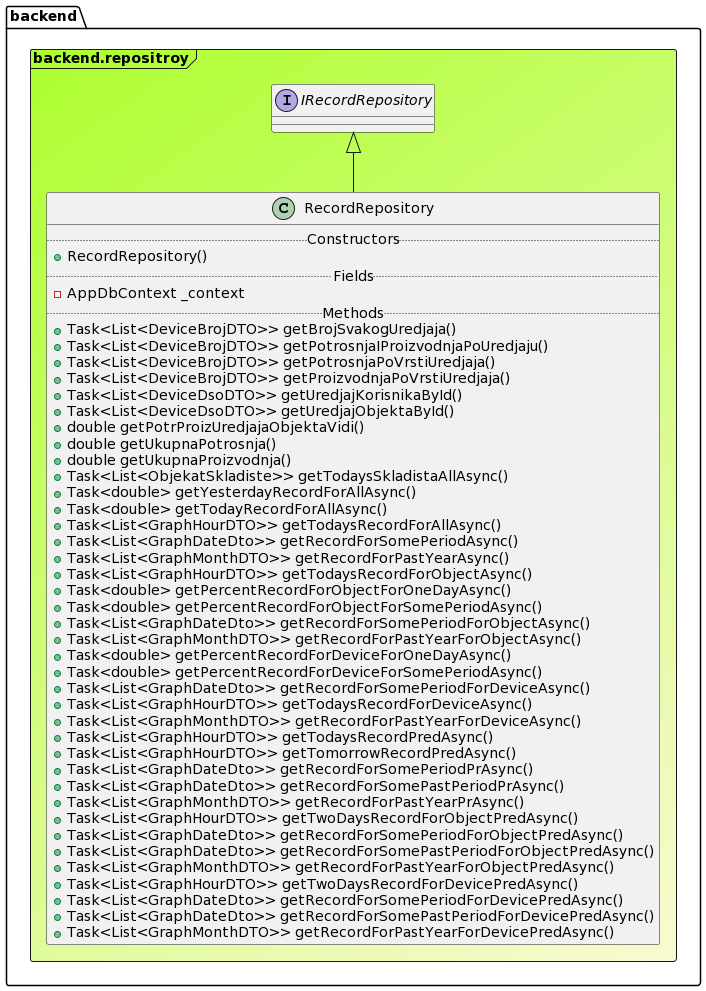 backend
backend.repositroy
I IRecordRepository
C RecordRepository
Constructors
RecordRepository()
Fields
AppDbContext _context
Methods
Task<List<DeviceBrojDTO>> getBrojSvakogUredjaja()
Task<List<DeviceBrojDTO>> getPotrosnjaIProizvodnjaPoUredjaju()
Task<List<DeviceBrojDTO>> getPotrosnjaPoVrstiUredjaja()
Task<List<DeviceBrojDTO>> getProizvodnjaPoVrstiUredjaja()
Task<List<DeviceDsoDTO>> getUredjajKorisnikaById()
Task<List<DeviceDsoDTO>> getUredjajObjektaById()
double getPotrProizUredjajaObjektaVidi()
double getUkupnaPotrosnja()
double getUkupnaProizvodnja()
Task<List<ObjekatSkladiste>> getTodaysSkladistaAllAsync()
Task<double> getYesterdayRecordForAllAsync()
Task<double> getTodayRecordForAllAsync()
Task<List<GraphHourDTO>> getTodaysRecordForAllAsync()
Task<List<GraphDateDto>> getRecordForSomePeriodAsync()
Task<List<GraphMonthDTO>> getRecordForPastYearAsync()
Task<List<GraphHourDTO>> getTodaysRecordForObjectAsync()
Task<double> getPercentRecordForObjectForOneDayAsync()
Task<double> getPercentRecordForObjectForSomePeriodAsync()
Task<List<GraphDateDto>> getRecordForSomePeriodForObjectAsync()
Task<List<GraphMonthDTO>> getRecordForPastYearForObjectAsync()
Task<double> getPercentRecordForDeviceForOneDayAsync()
Task<double> getPercentRecordForDeviceForSomePeriodAsync()
Task<List<GraphDateDto>> getRecordForSomePeriodForDeviceAsync()
Task<List<GraphHourDTO>> getTodaysRecordForDeviceAsync()
Task<List<GraphMonthDTO>> getRecordForPastYearForDeviceAsync()
Task<List<GraphHourDTO>> getTodaysRecordPredAsync()
Task<List<GraphHourDTO>> getTomorrowRecordPredAsync()
Task<List<GraphDateDto>> getRecordForSomePeriodPrAsync()
Task<List<GraphDateDto>> getRecordForSomePastPeriodPrAsync()
Task<List<GraphMonthDTO>> getRecordForPastYearPrAsync()
Task<List<GraphHourDTO>> getTwoDaysRecordForObjectPredAsync()
Task<List<GraphDateDto>> getRecordForSomePeriodForObjectPredAsync()
Task<List<GraphDateDto>> getRecordForSomePastPeriodForObjectPredAsync()
Task<List<GraphMonthDTO>> getRecordForPastYearForObjectPredAsync()
Task<List<GraphHourDTO>> getTwoDaysRecordForDevicePredAsync()
Task<List<GraphDateDto>> getRecordForSomePeriodForDevicePredAsync()
Task<List<GraphDateDto>> getRecordForSomePastPeriodForDevicePredAsync()
Task<List<GraphMonthDTO>> getRecordForPastYearForDevicePredAsync()